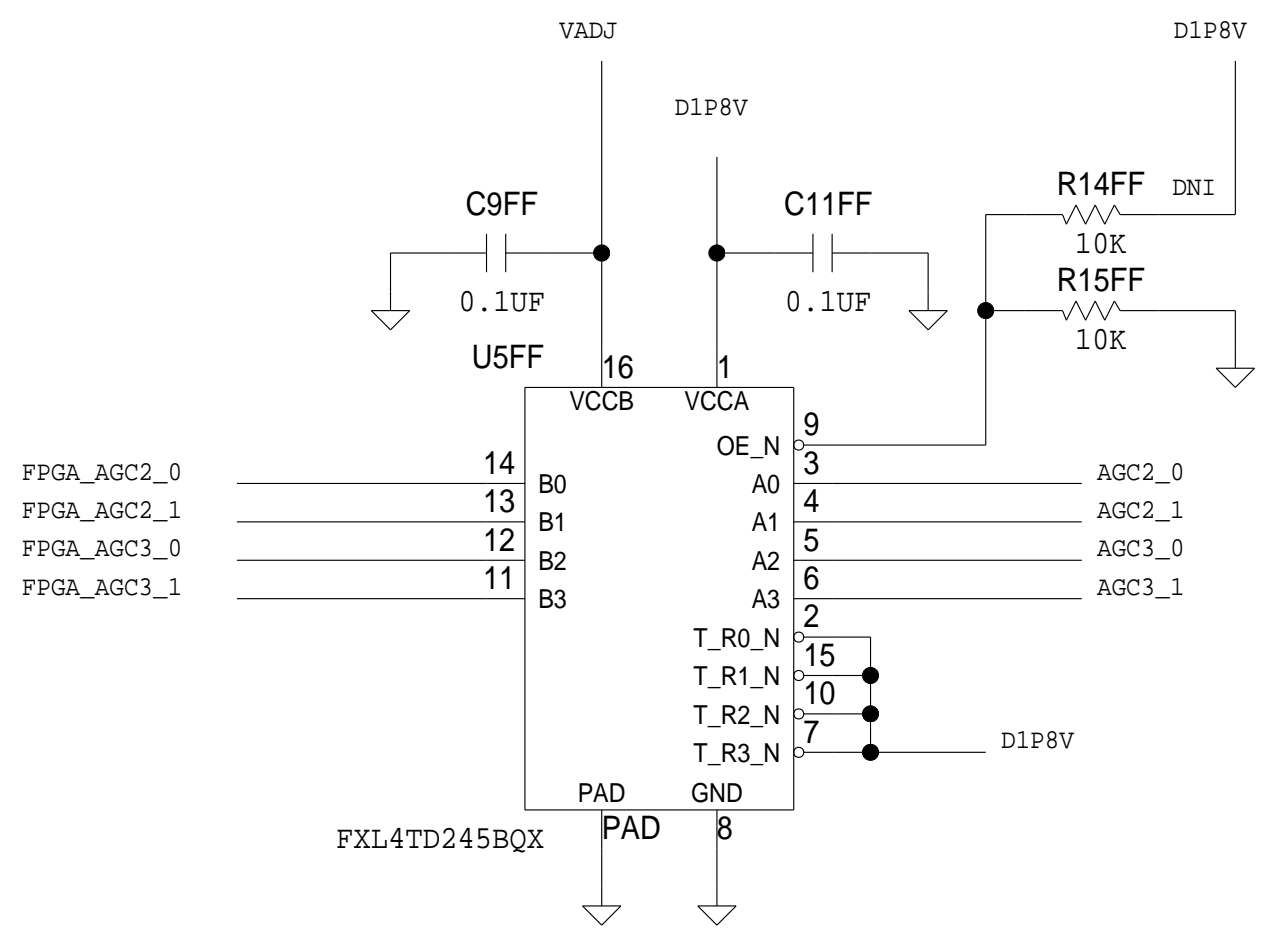 VADJ
D1P8V
D1P8V
C9FF
0.1UF
C11FF
0.1UF
R14FF
DNI
10K
R15FF
10K
U5FF
16
1
VCCB
VCCA
OE_N
9
FPGA_AGC2_0
14
B0
A0
3
AGC2_0
FPGA_AGC2_1
13
B1
A1
4
AGC2_1
FPGA_AGC3_0
12
B2
A2
5
AGC3_0
FPGA_AGC3_1
11
B3
A3
6
AGC3_1
T_R0_N
2
T_R1_N
15
T_R2_N
10
T_R3_N
7
D1P8V
PAD
GND
FXL4TD245BQX
PAD
8